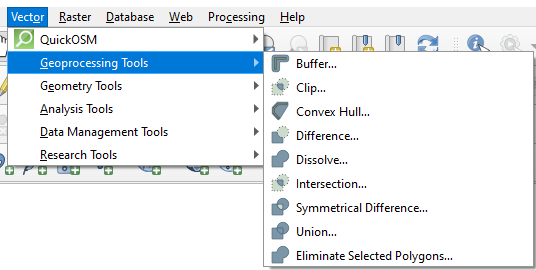 Vector Raster Database Web Processing Help
QuickOSM
Geoprocessing Tools
Geometry Tools
Analysis Tools
Data Management Tools
Research Tools
Buffer...
Clip...
Convex Hull...
Difference...
Dissolve...
Intersection...
Symmetrical Difference...
Union...
Eliminate Selected Polygons...